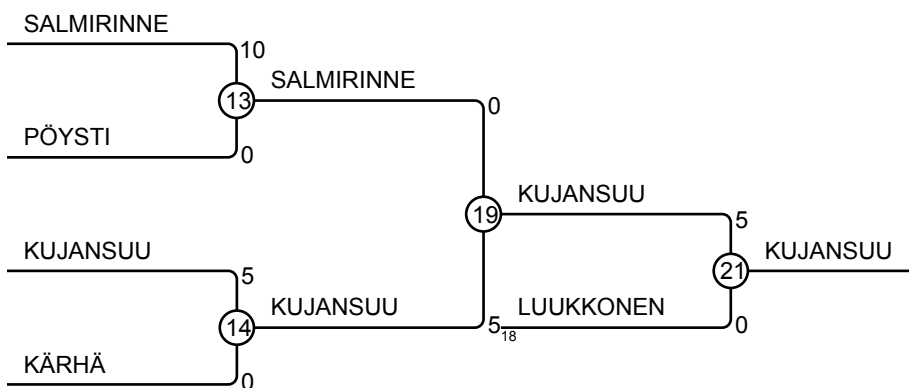 SALMIRINNE
10
13
SALMIRINNE
0
PÖYSTI
0
19
KUJANSUU
5
KUJANSUU
5
21
KUJANSUU
14
KUJANSUU
5
18
LUUKKONEN
0
KÄRHÄ
0